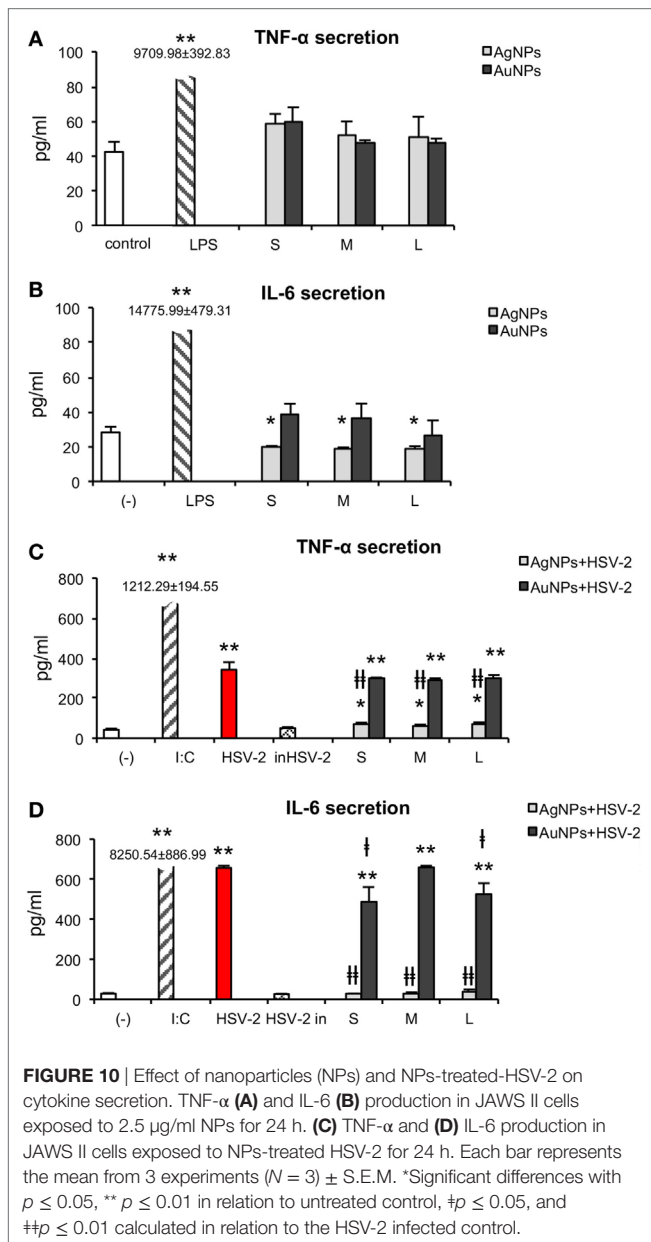 A
TNF-α secretion
**
9709.98±392.83
AgNPs
AuNPs
100
80
60
40
20
0
pg/ml
control LPS S M L
B
IL-6 secretion
**
14775.99±479.31
AgNPs
AuNPs
100
80
60
40
20
0
pg/ml
* * *
(-) LPS S M L
C
TNF-α secretion
**
1212.29±194.55
AgNPs+HSV-2
AuNPs+HSV-2
800
600
400
200
0
pg/ml
** ** ** **
ǂǂ ǂǂ ǂǂ
* * *
(-) I:C HSV-2 inHSV-2 S M L
D
IL-6 secretion
**
8250.54±886.99
AgNPs+HSV-2
AuNPs+HSV-2
800
600
400
200
0
pg/ml
ǂ ǂ
** ** ** **
ǂǂ ǂǂ ǂǂ
(-) I:C HSV-2 HSV-2 in S M L
FIGURE 10 | Effect of nanoparticles (NPs) and NPs-treated-HSV-2 on
cytokine secretion. TNF-α (A) and IL-6 (B) production in JAWS II cells
exposed to 2.5 μg/ml NPs for 24 h. (C) TNF-α and (D) IL-6 production in
JAWS II cells exposed to NPs-treated HSV-2 for 24 h. Each bar represents
the mean from 3 experiments (N = 3) ± S.E.M. *Significant differences with
p ≤ 0.05, ** p ≤ 0.01 in relation to untreated control, ǂp ≤ 0.05, and
ǂǂp ≤ 0.01 calculated in relation to the HSV-2 infected control.